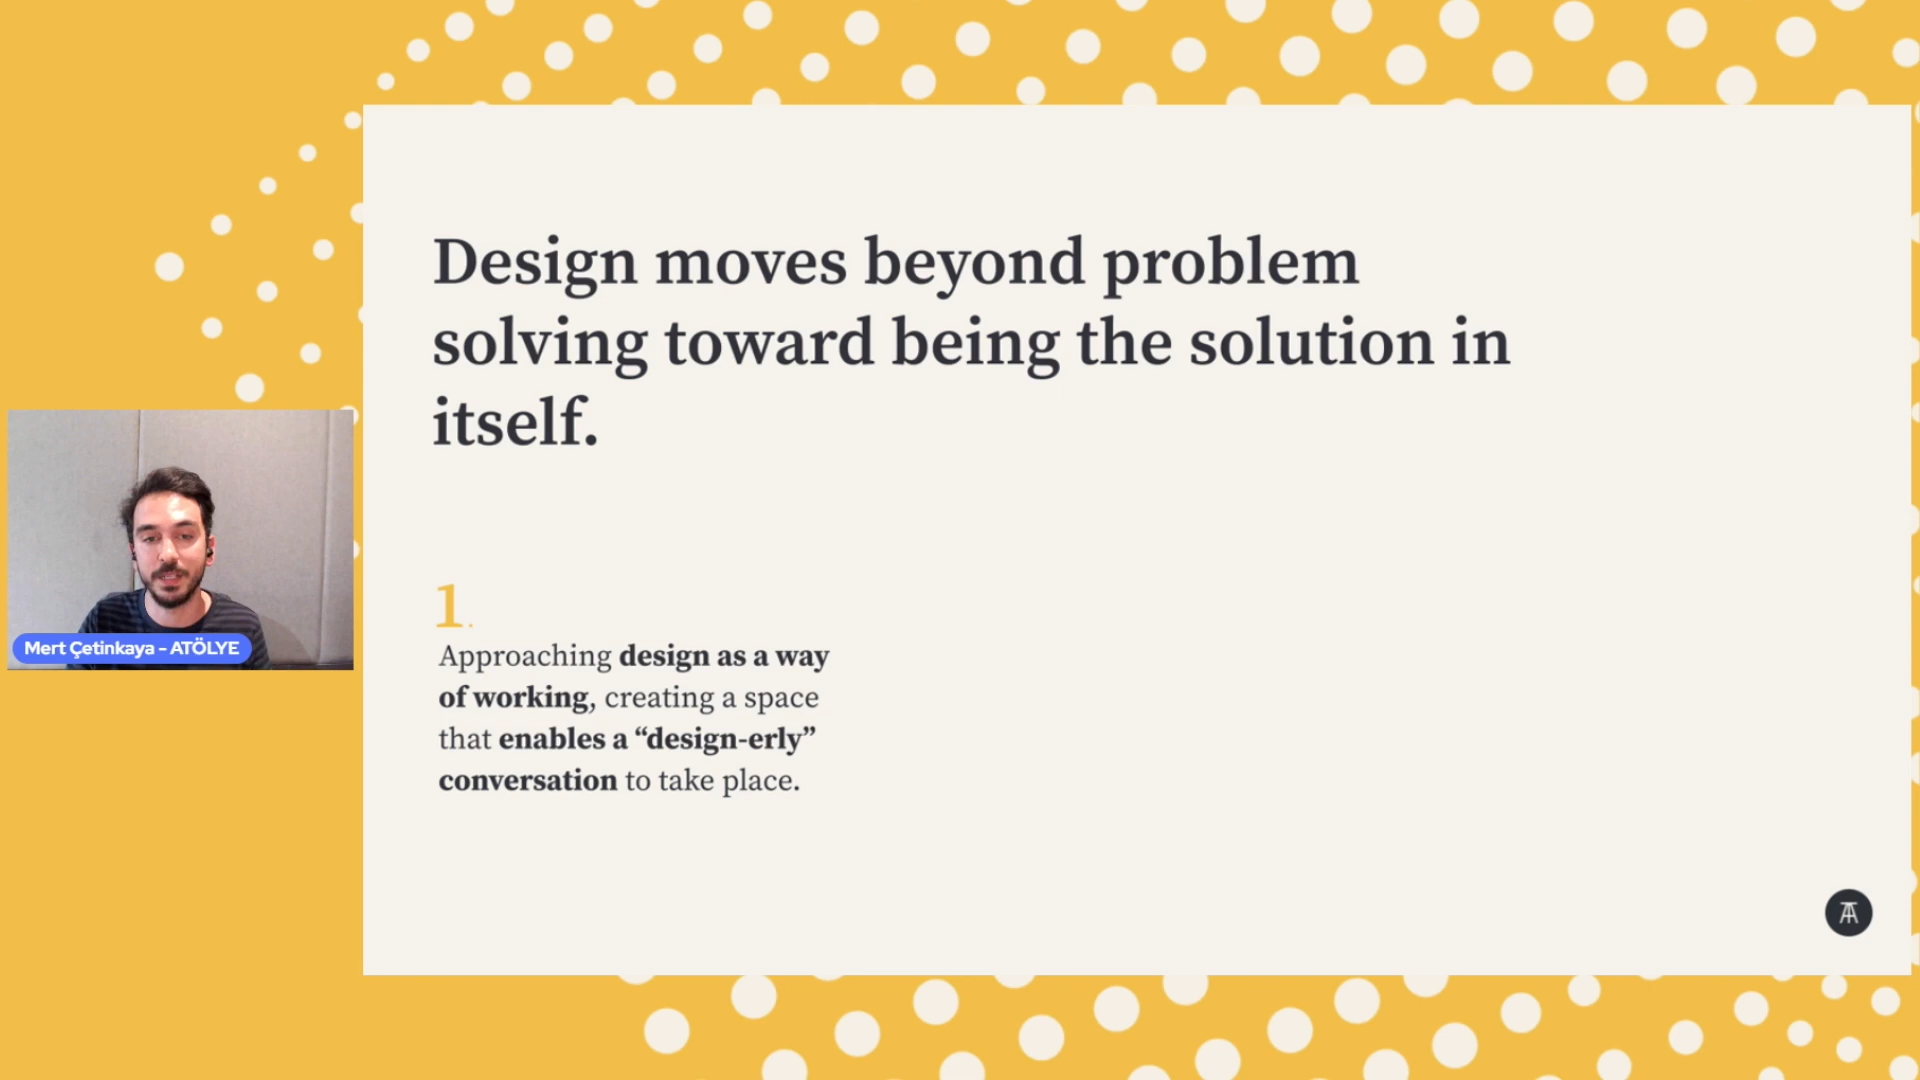 Design moves beyond problem
solving toward being the solution in
itself.
1.
Approaching design as a way
of working, creating a space
that enables a “design-erly”
conversation to take place.
Mert Çetinkaya – ATÖLYE